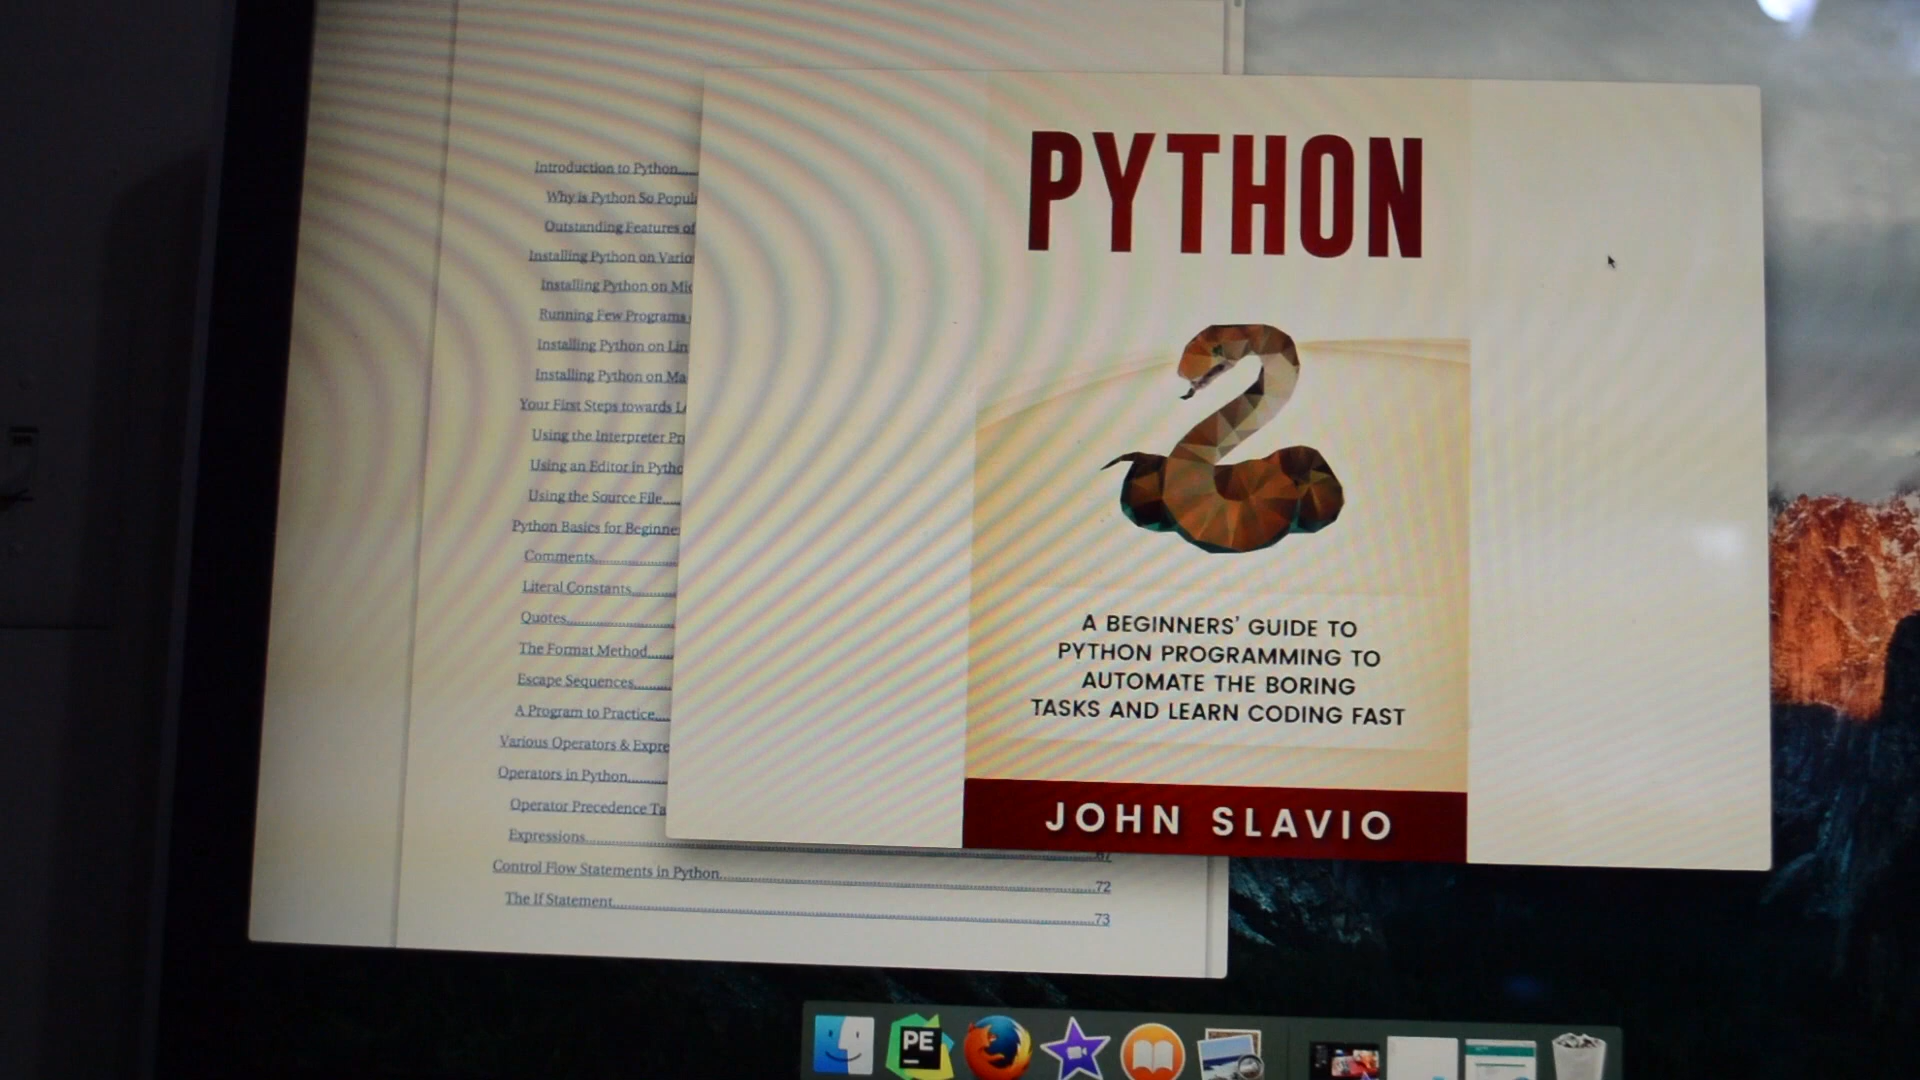 Introduction to Python
Why is Python So Popul
Outstanding Features of
Installing Python on Vario
Installing Python on Mic
Running Few Programs
Installing Python on Lin
Installing Python on Ma
Your First Steps towards L
Using the Interpreter Pr
Using an Editor in Pytho
Using the Source File
Python Basics for Beginne
Comments
Literal Constants
Quotes
The Format Method
Escape Sequences
A Program to Practice
Various Operators & Expre
Operators in Python
Operator Precedence Ta
Expressions 67
Control Flow Statements in Python 72
The If Statement 73
PYTHON
A BEGINNERS' GUIDE TO
PYTHON PROGRAMMING TO
AUTOMATE THE BORING
TASKS AND LEARN CODING FAST
JOHN SLAVIO
PE